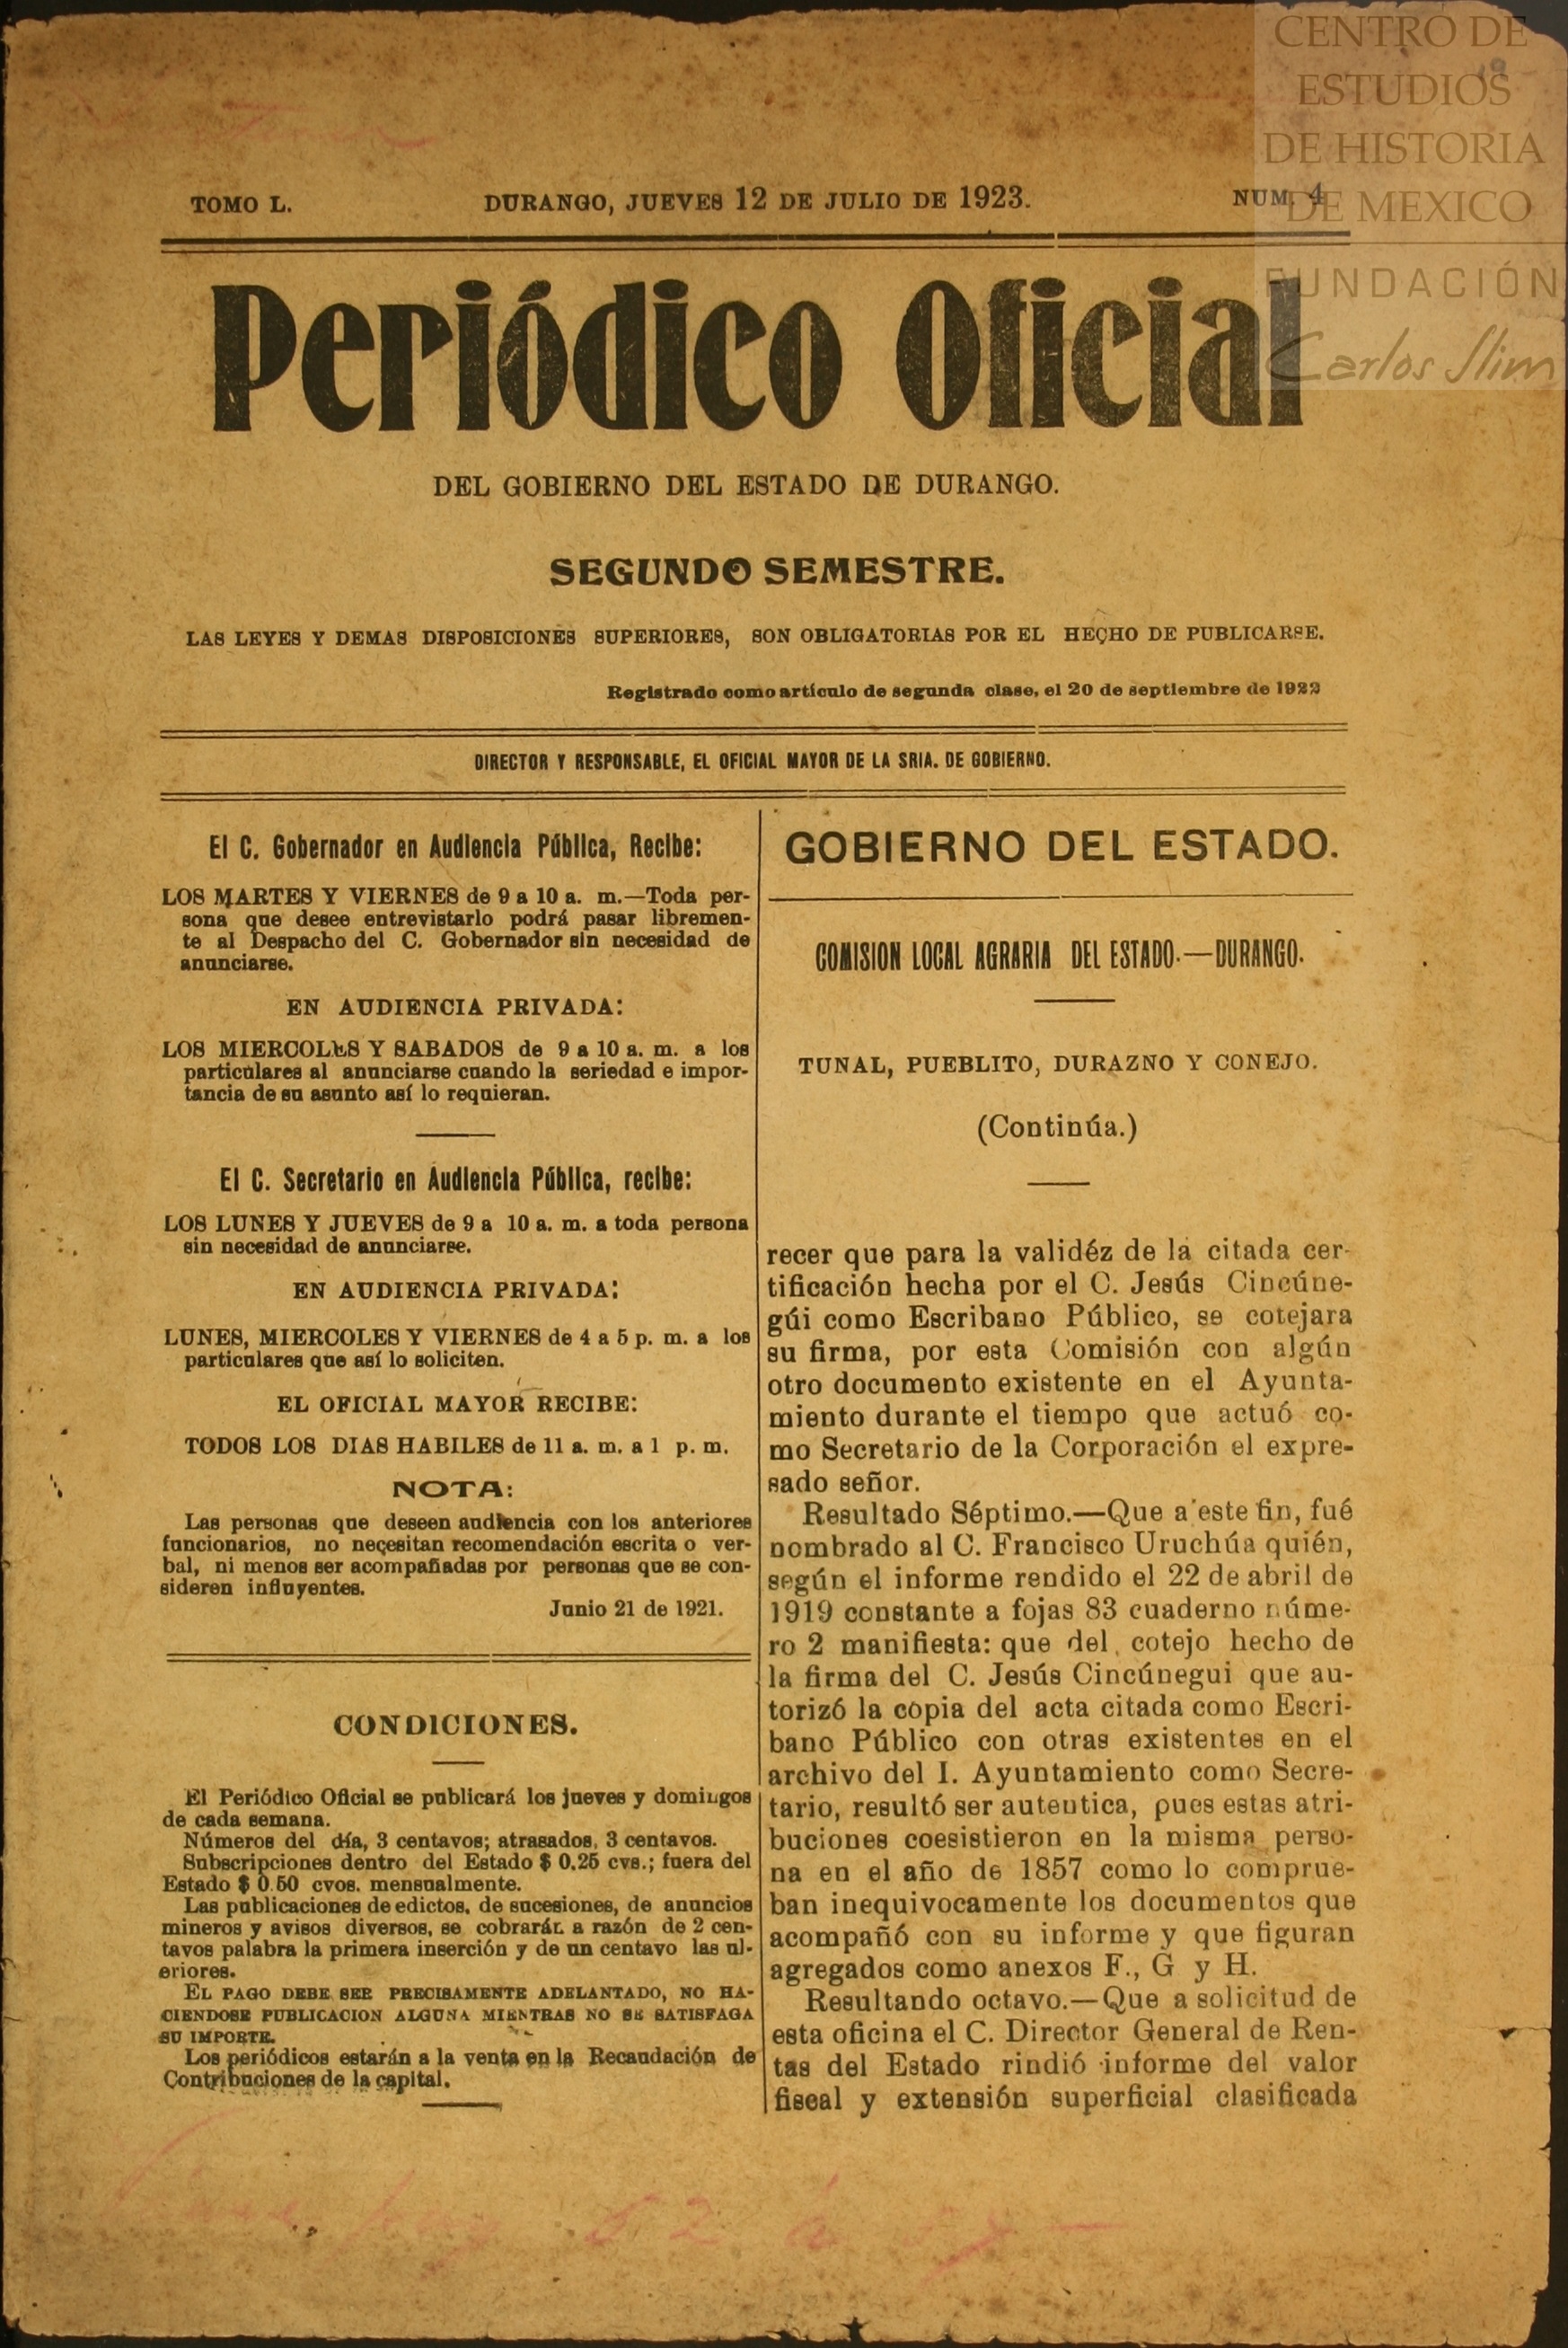 CENTRO DE
ESTUDIOS
DE HISTORIA
DE MEXICO
FUNDACIÓN
Carlos Slim
TOMO L. DURANGO, JUEVES 12 DE JULIO DE 1923. NUM. 4
Periódico Oficial
DEL GOBIERNO DEL ESTADO DE DURANGO.
SEGUNDO SEMESTRE.
LAS LEYES Y DEMAS DISPOSICIONES SUPERIORES, SON OBLIGATORIAS POR EL HECHO DE PUBLICARSE.
Registrado como artículo de segunda clase, el 20 de septiembre de 1922
DIRECTOR Y RESPONSABLE, EL OFICIAL MAYOR DE LA SRIA. DE GOBIERNO.
El C. Gobernador en Audiencia Pública, Recibe:
LOS MARTES Y VIERNES de 9 a 10 a. m.—Toda per-
sona que desee entrevistarlo podrá pasar libremen-
te al Despacho del C. Gobernador sin necesidad de
anunciarse.
EN AUDIENCIA PRIVADA:
LOS MIERCOLES Y SABADOS de 9 a 10 a. m. a los
particulares al anunciarse cuando la seriedad e impor-
tancia de su asunto así lo requieran.
El C. Secretario en Audiencia Pública, recibe:
LOS LUNES Y JUEVES de 9 a 10 a. m. a toda persona
sin necesidad de anunciarse.
EN AUDIENCIA PRIVADA:
LUNES, MIERCOLES Y VIERNES de 4 a 5 p. m. a los
particulares que así lo soliciten.
EL OFICIAL MAYOR RECIBE:
TODOS LOS DIAS HABILES de 11 a. m. a 1 p. m.
NOTA:
Las personas que deseen audiencia con los anteriores
funcionarios, no necesitan recomendación escrita o ver-
bal, ni menos ser acompañadas por personas que se con-
sideren influyentes.
Junio 21 de 1921.
CONDICIONES.
El Periódico Oficial se publicará los jueves y domingos
de cada semana.
Números del día, 3 centavos; atrasados, 3 centavos.
Subscripciones dentro del Estado $ 0.25 cvs.; fuera del
Estado $ 0.50 cvos. mensualmente.
Las publicaciones de edictos, de sucesiones, de anuncios
mineros y avisos diversos, se cobrarán a razón de 2 cen-
tavos palabra la primera inserción y de un centavo las ul-
eriores.
EL PAGO DEBE SER PRECISAMENTE ADELANTADO, NO HA-
CIENDOSE PUBLICACION ALGUNA MIENTRAS NO SE SATISFAGA
SU IMPORTE.
Los periódicos estarán a la venta en la Recaudación de
Contribuciones de la capital.
GOBIERNO DEL ESTADO.
COMISION LOCAL AGRARIA DEL ESTADO.—DURANGO.
TUNAL, PUEBLITO, DURAZNO Y CONEJO.
(Continúa.)
recer que para la validéz de la citada cer-
tificación hecha por el C. Jesús Cincúne-
gúi como Escribano Público, se cotejara
su firma, por esta Comisión con algún
otro documento existente en el Ayunta-
miento durante el tiempo que actuó co-
mo Secretario de la Corporación el expre-
sado señor.
Resultado Séptimo.—Que a este fin, fué
nombrado al C. Francisco Uruchúa quién,
según el informe rendido el 22 de abril de
1919 constante a fojas 83 cuaderno núme-
ro 2 manifiesta: que del cotejo hecho de
la firma del C. Jesús Cincúnegui que au-
torizó la copia del acta citada como Escri-
bano Público con otras existentes en el
archivo del I. Ayuntamiento como Secre-
tario, resultó ser autentica, pues estas atri-
buciones coesistieron en la misma perso-
na en el año de 1857 como lo comprue-
ban inequivocamente los documentos que
acompañó con su informe y que figuran
agregados como anexos F., G y H.
Resultando octavo.—Que a solicitud de
esta oficina el C. Director General de Ren-
tas del Estado rindió informe del valor
fiscal y extensión superficial clasificada